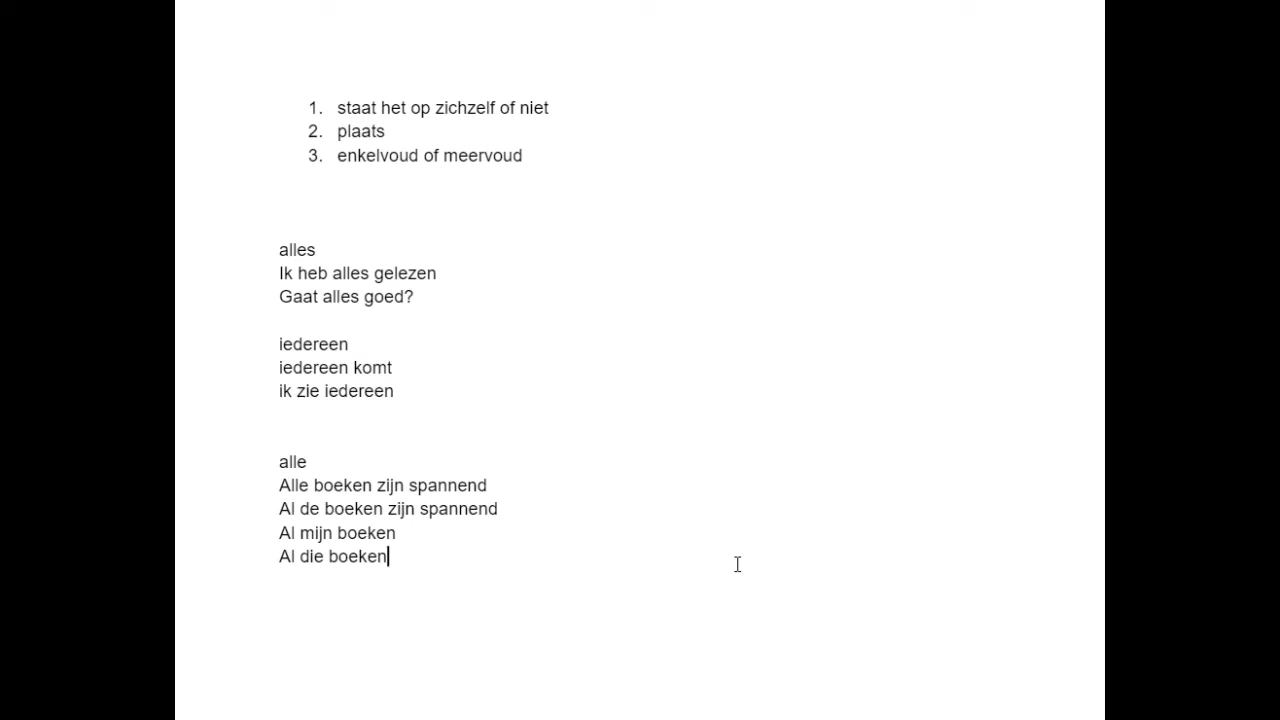 1. staat het op zichzelf of niet
2. plaats
3. enkelvoud of meervoud
alles
Ik heb alles gelezen
Gaat alles goed?
iedereen
iedereen komt
ik zie iedereen
alle
Alle boeken zijn spannend
Al de boeken zijn spannend
Al mijn boeken
Al die boeken